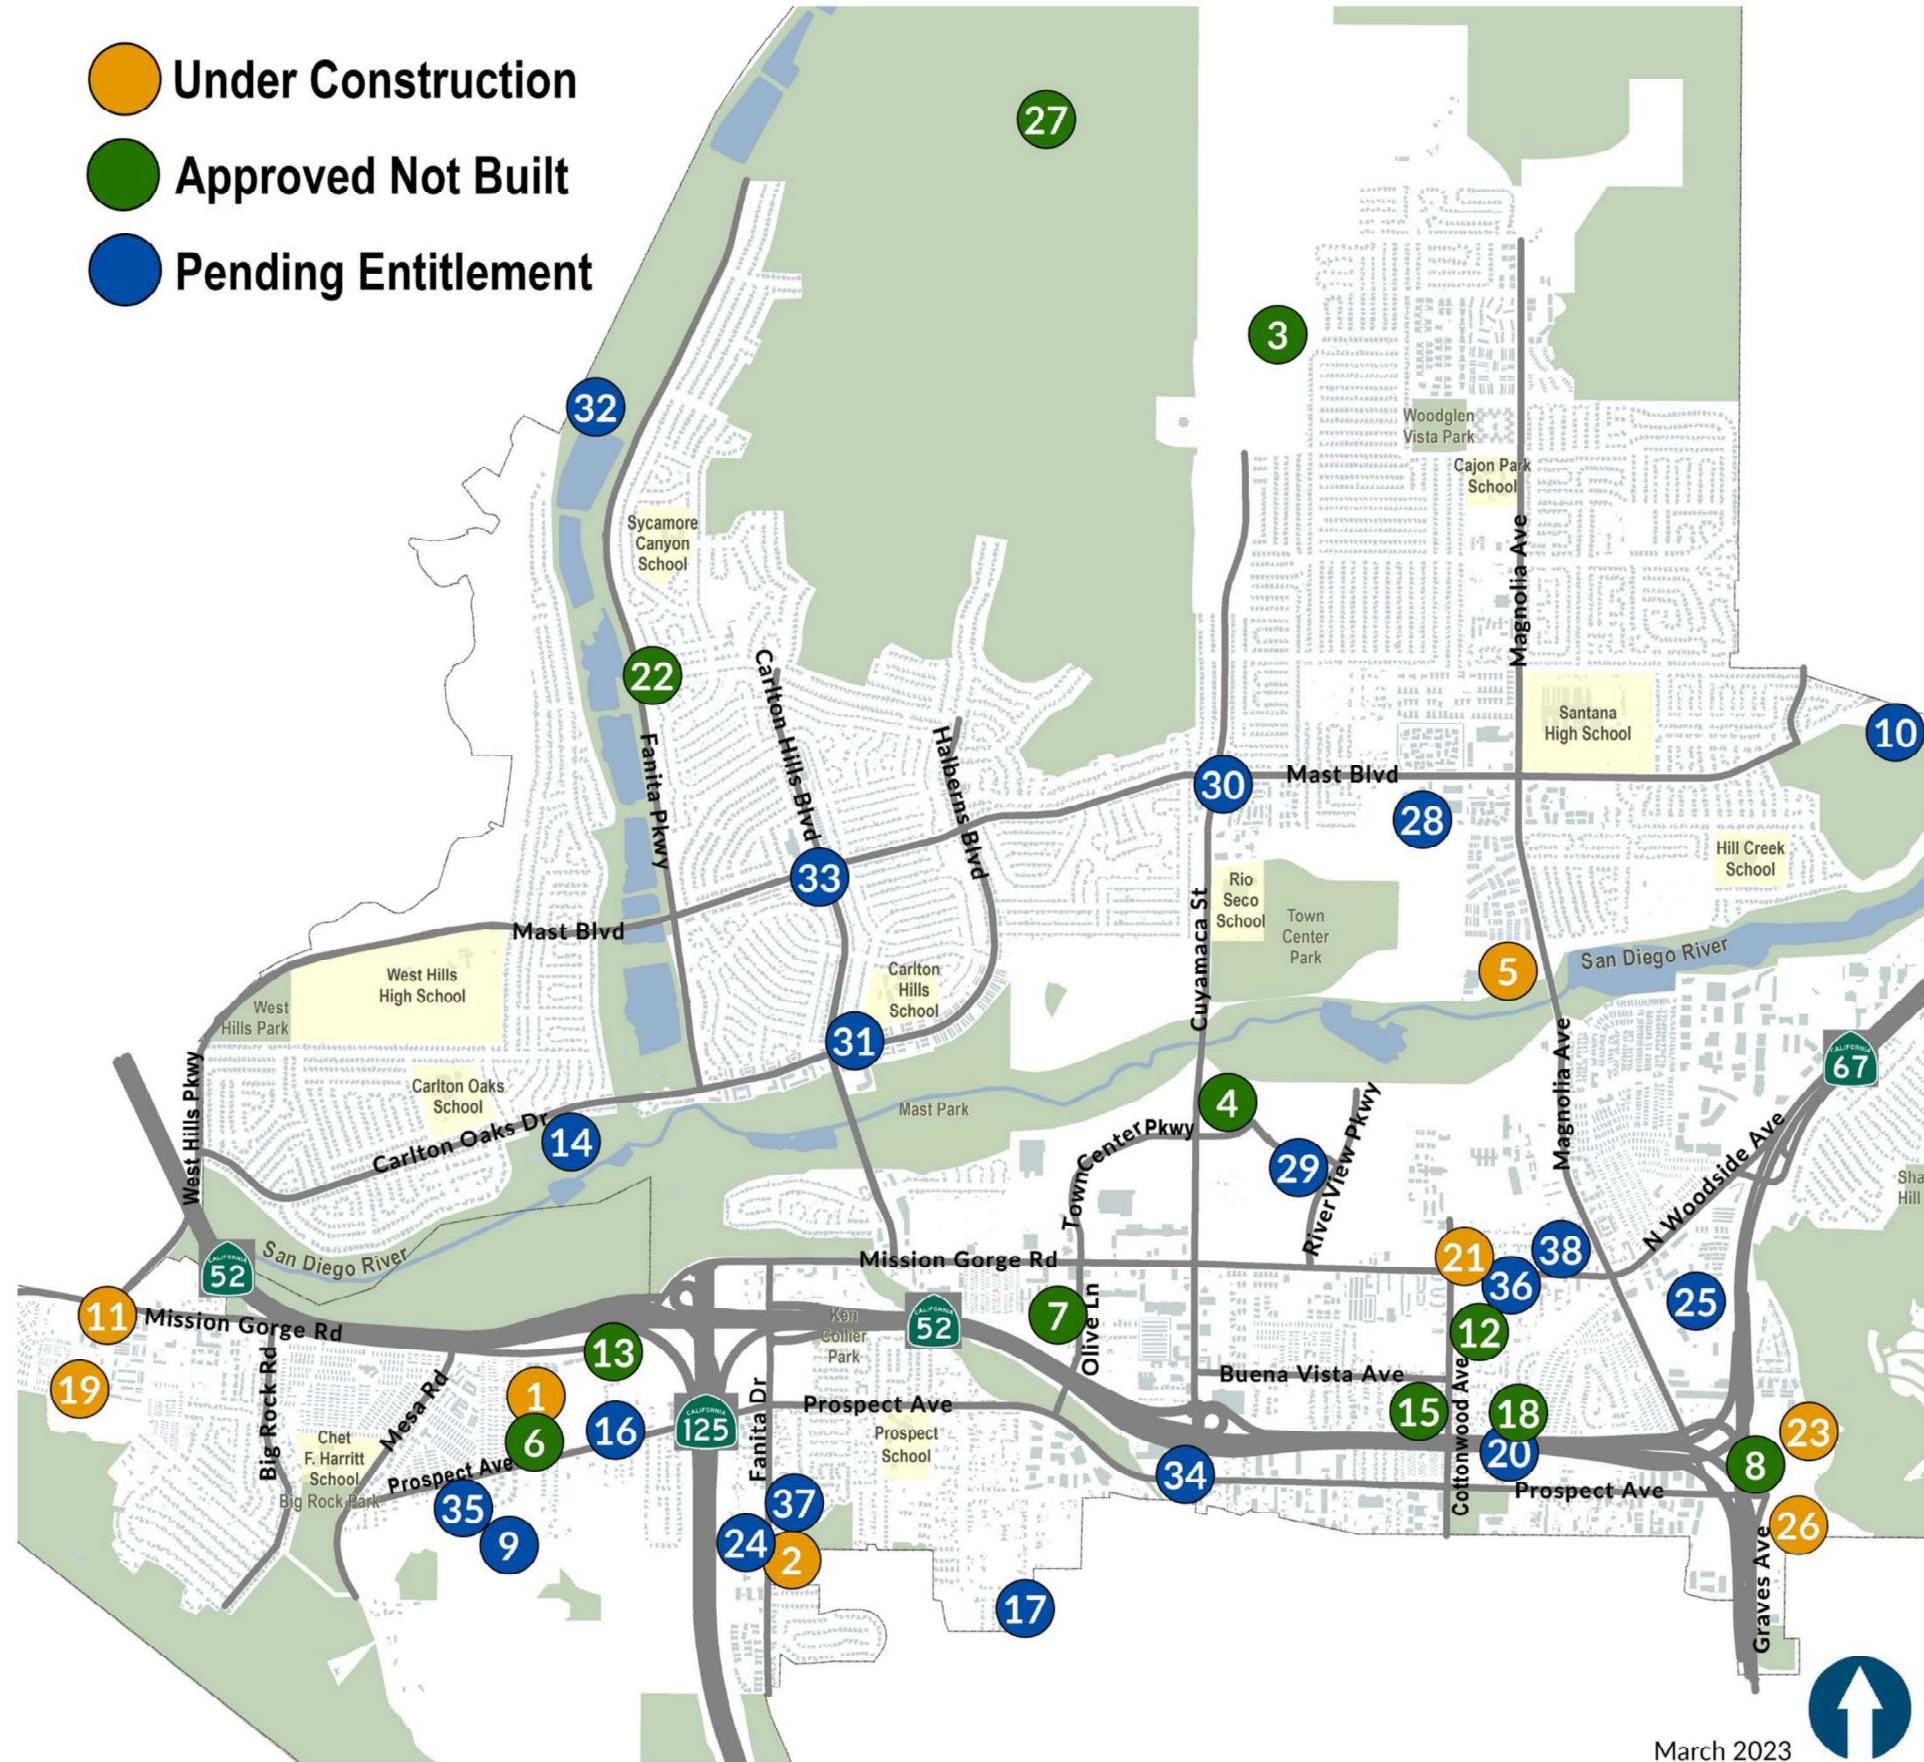 Under Construction
Approved Not Built
Pending Entitlement
27
3
32
Woodglen
Vista Park
Cajon Park
School
Sycamore
Canyon
School
Magnolia Ave
22
Carlton Hills Blvd
Fanita Pkwy
Halberns Blvd
Santana
High School
10
30
Mast Blvd
28
33
Hill Creek
School
Rio
Seco
School
Cuyamaca St
Town
Center
Park
Mast Blvd
West Hills
High School
Carlton
Hills
School
5
San Diego River
West
Hills Park
31
CALIFORNIA
67
West Hills Pkwy
Carlton Oaks
School
Carlton Oaks Dr
14
Mast Park
4
Town Center Pkwy
29
Riverview Pkwy
Magnolia Ave
N Woodside Ave
Sha
Hill
San Diego River
CALIFORNIA
52
Mission Gorge Rd
21
38
36
25
11
Mission Gorge Rd
Ken
Collier
Park
CALIFORNIA
52
7
Olive Ln
12
13
19
Big Rock Rd
Mesa Rd
1
6
16
CALIFORNIA
125
Fanita Dr
Prospect Ave
Prospect
School
Buena Vista Ave
Cottonwood Ave
15
18
20
23
8
Chet
F. Harritt
School
Big Rock Park
Prospect Ave
35
9
37
24
2
34
Prospect Ave
26
Graves Ave
17
March 2023